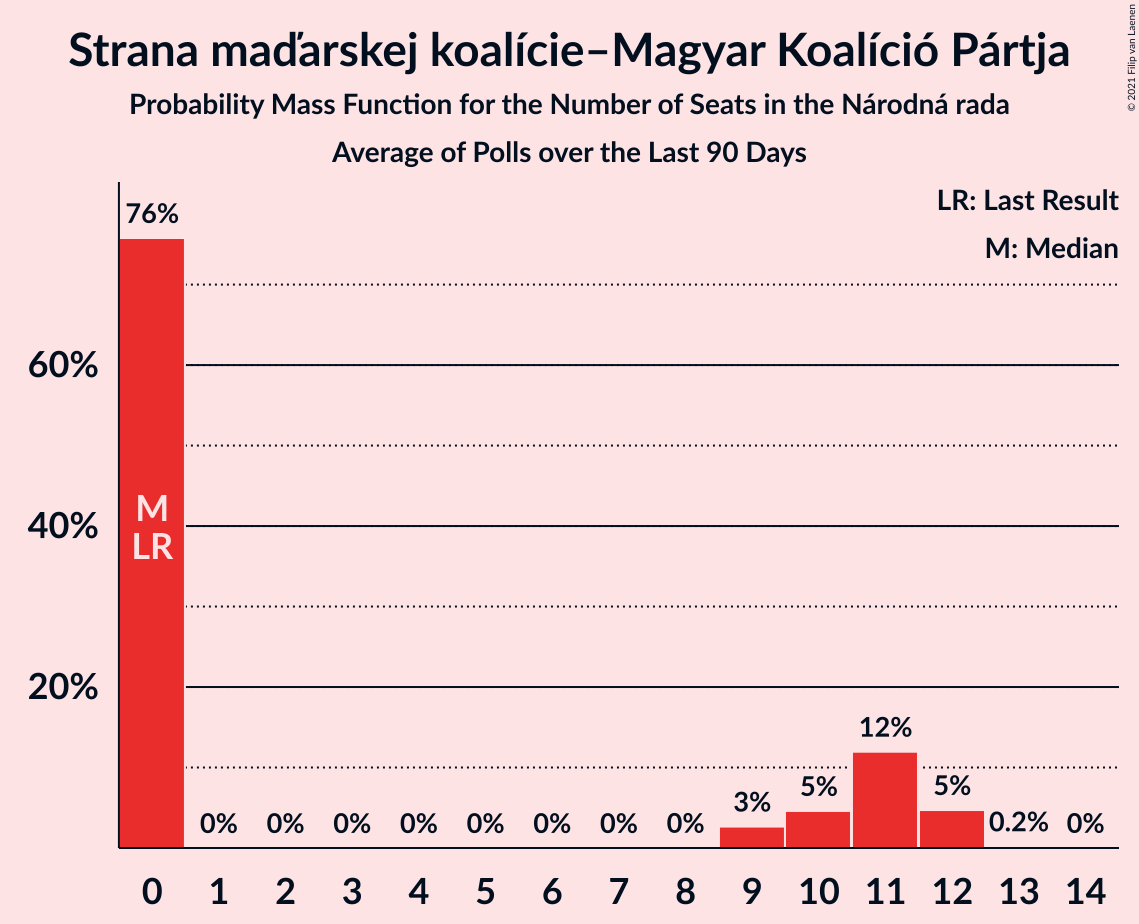 Strana maďarskej koalície–Magyar Koalíció Pártja
Probability Mass Function for the Number of Seats in the Národná rada
Average of Polls over the Last 90 Days
© 2021 Filip van Laenen
LR: Last Result
M: Median
76%
60%
40%
20%
M
LR
0% 0% 0% 0% 0% 0% 0% 0% 3% 5% 12% 5% 0.2% 0%
0 1 2 3 4 5 6 7 8 9 10 11 12 13 14